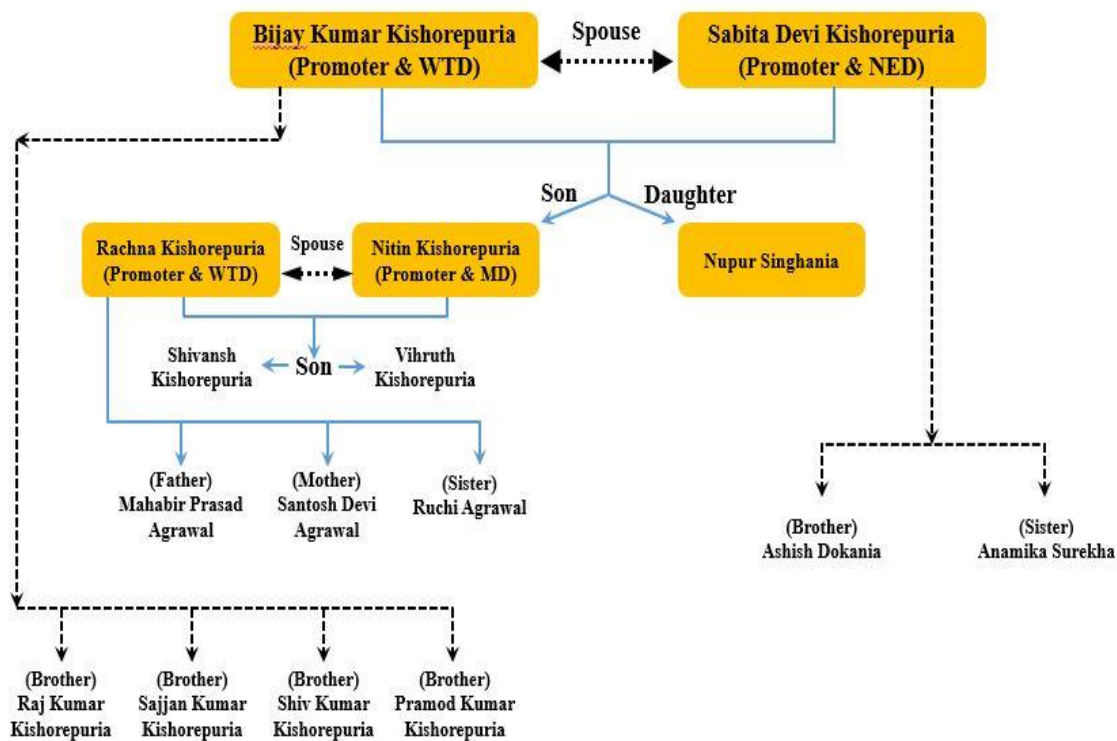 Bijay Kumar Kishorepuria
(Promoter & WTD)
Spouse
Sabita Devi Kishorepuria
(Promoter & NED)
Son
Daughter
Rachna Kishorepuria
(Promoter & WTD)
Spouse
Nitin Kishorepuria
(Promoter & MD)
Nupur Singhania
Shivansh
Kishorepuria
Son
Vihruth
Kishorepuria
(Father)
Mahabir Prasad
Agrawal
(Mother)
Santosh Devi
Agrawal
(Sister)
Ruchi Agrawal
(Brother)
Ashish Dokania
(Sister)
Anamika Surekha
(Brother)
Raj Kumar
Kishorepuria
(Brother)
Sajjan Kumar
Kishorepuria
(Brother)
Shiv Kumar
Kishorepuria
(Brother)
Pramod Kumar
Kishorepuria